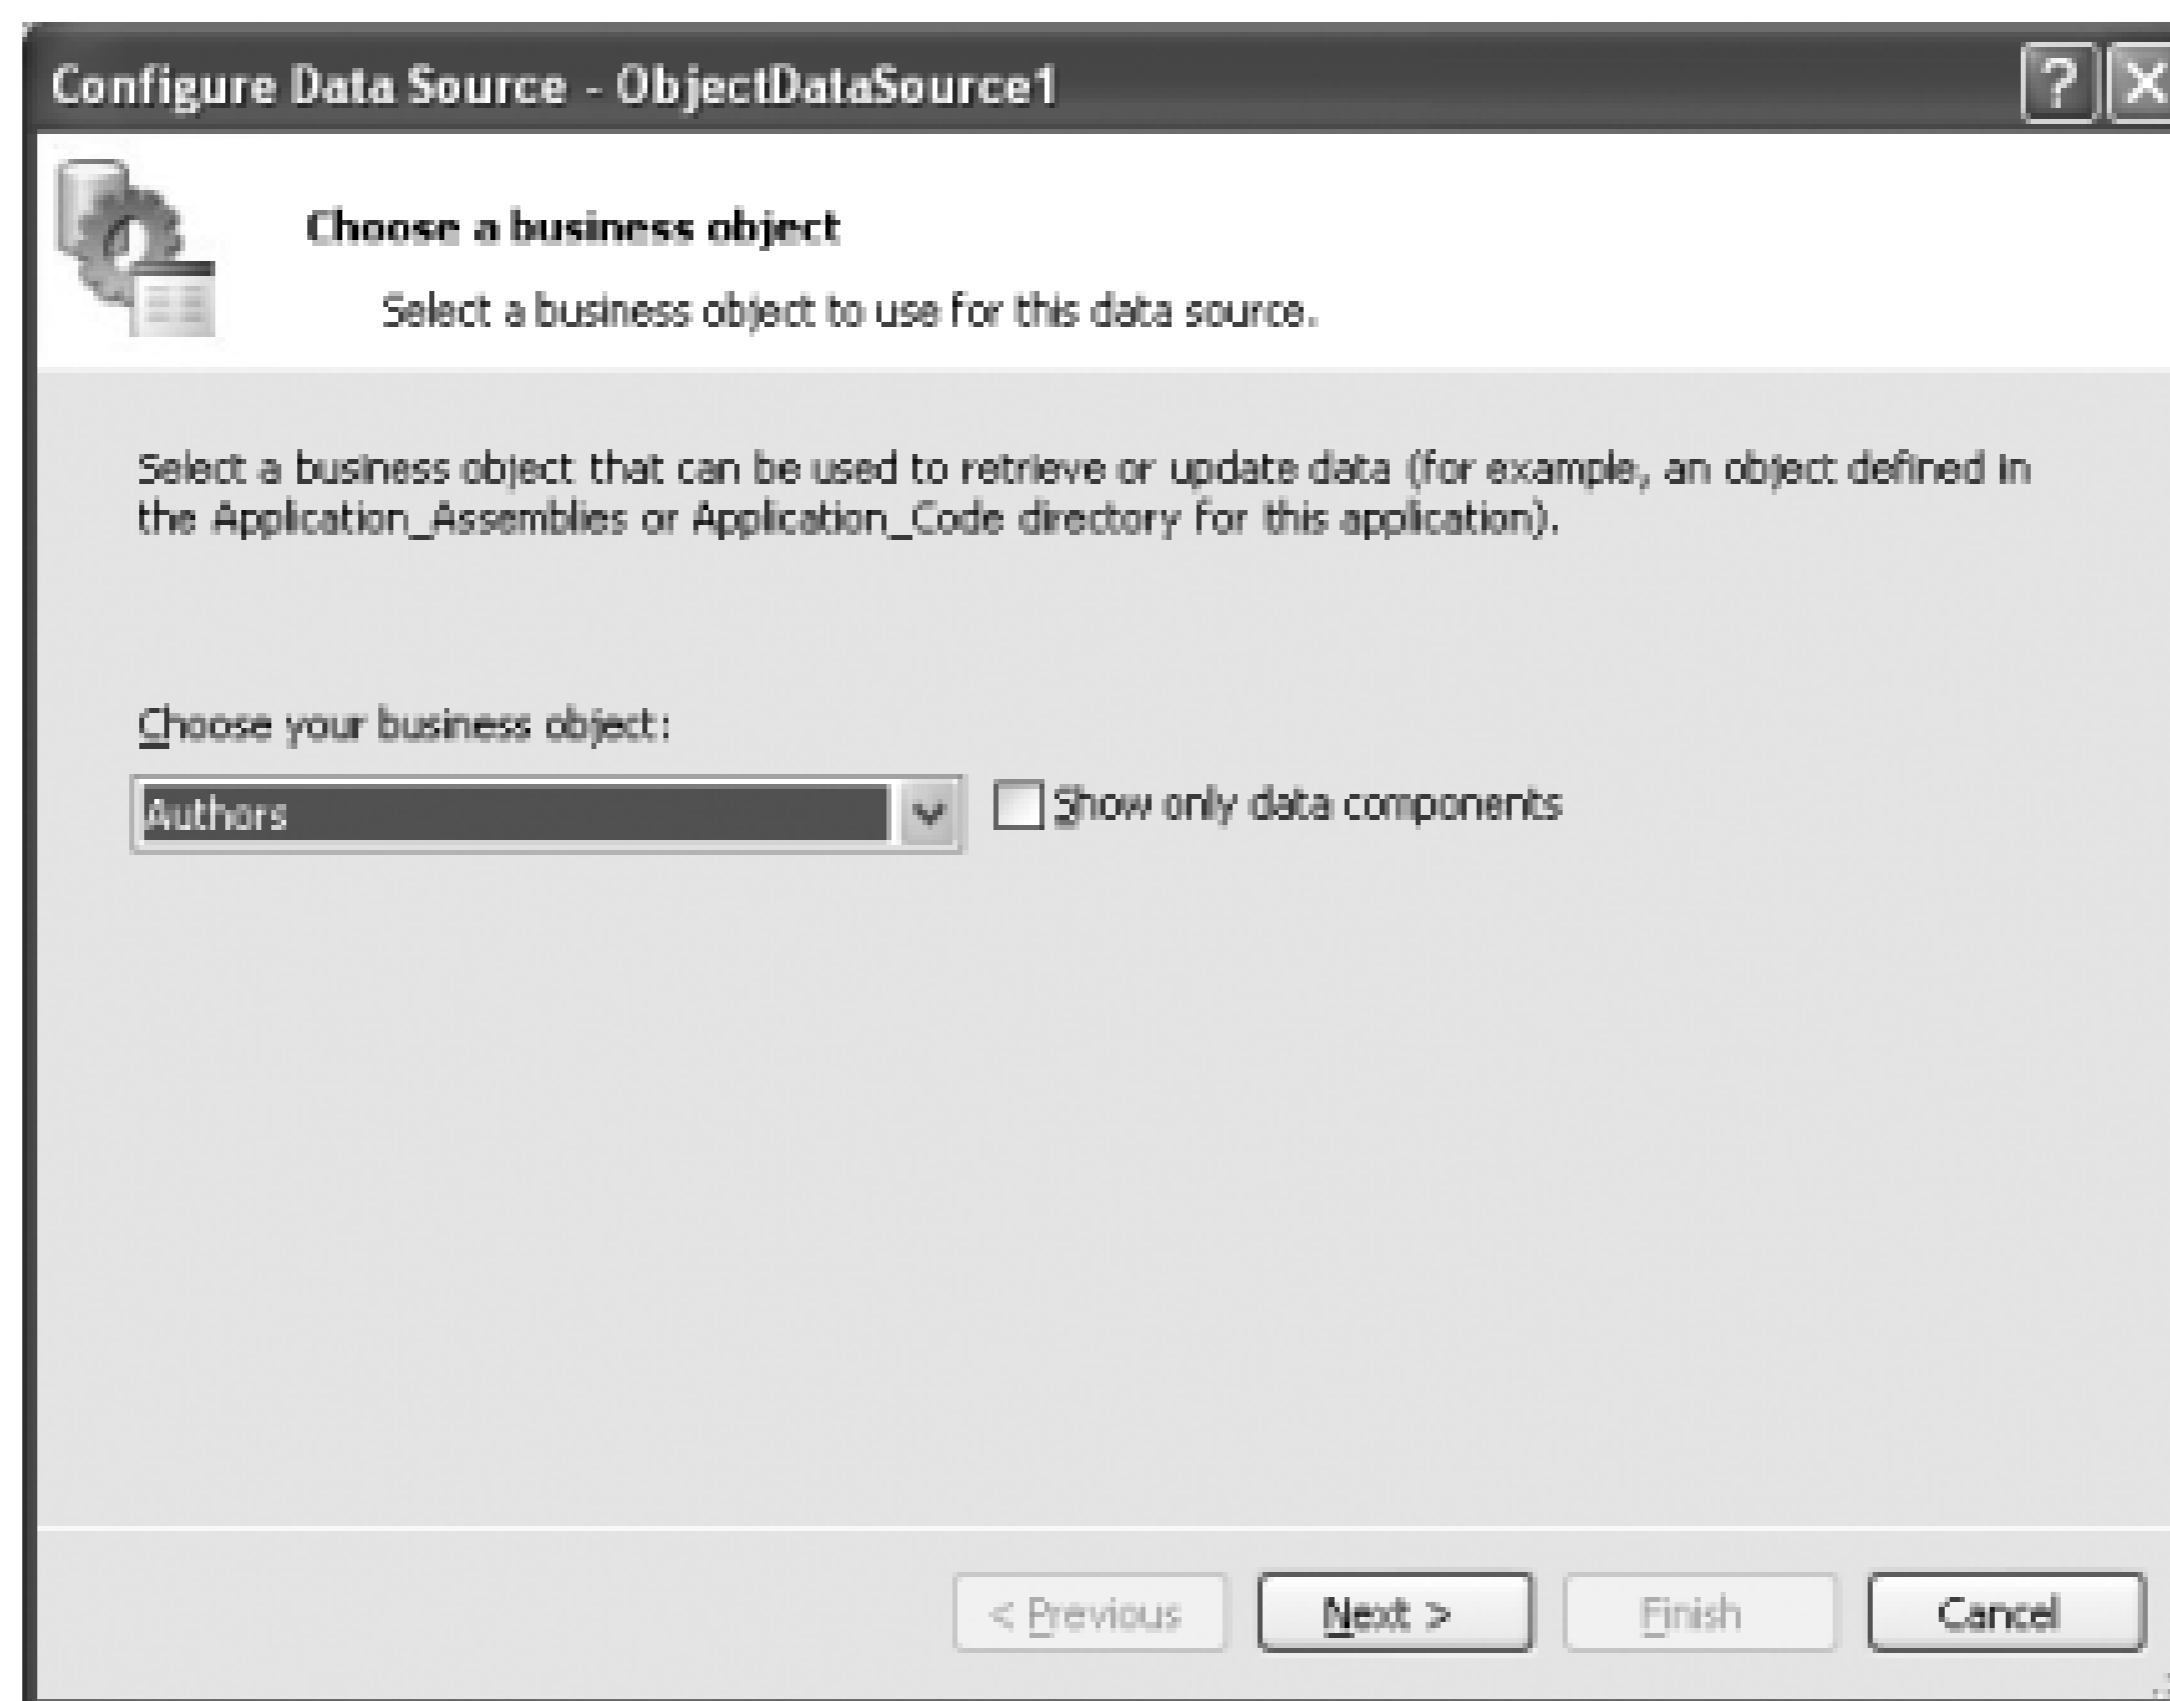 Configure Data Source - ObjectDataSource1
Choose a business object
Select a business object to use for this data source.
Select a business object that can be used to retrieve or update data (for example, an object defined in
the Application_Assemblies or Application_Code directory for this application).
Choose your business object:
Authors
Show only data components
< Previous
Next >
Finish
Cancel